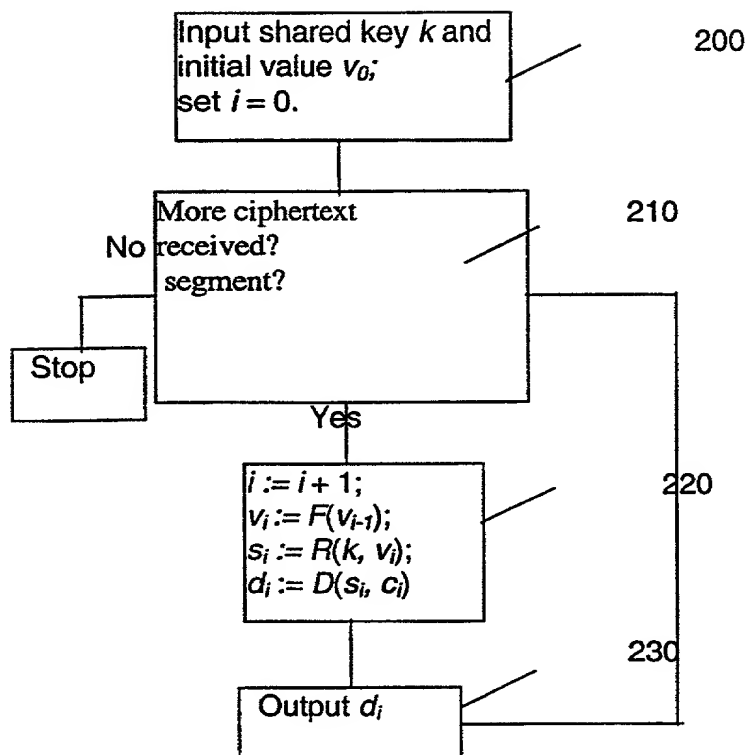 Input shared key k and
initial value v₀;
set i = 0.
200
More ciphertext
210
No received?
segment?
Stop
Yes
i := i + 1;
vᵢ := F(vᵢ₋₁);
220
sᵢ := R(k, vᵢ);
dᵢ := D(sᵢ, cᵢ)
230
Output dᵢ